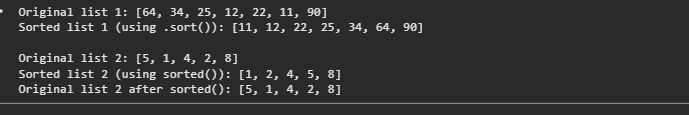 Original list 1: [64, 34, 25, 12, 22, 11, 90]
Sorted list 1 (using .sort()): [11, 12, 22, 25, 34, 64, 90]

Original list 2: [5, 1, 4, 2, 8]
Sorted list 2 (using sorted()): [1, 2, 4, 5, 8]
Original list 2 after sorted(): [5, 1, 4, 2, 8]